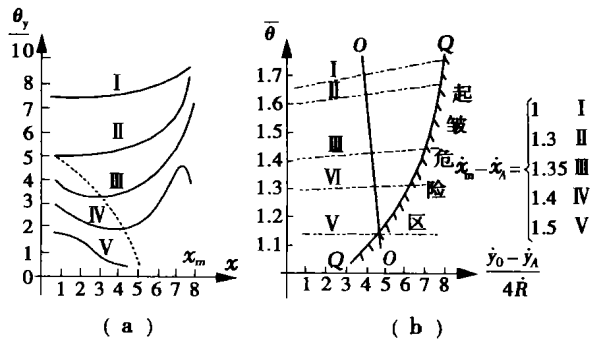 θy/10
10
8
7
6
5
4
3
2
1
0
Ⅰ
Ⅱ
Ⅲ
Ⅳ
Ⅴ
xm
x
1 2 3 4 5 6 7 8
( a )
θ̄
O
Q
1.7
1.6
1.5
1.4
1.3
1.2
1.1
Ⅰ
Ⅱ
Ⅲ
Ⅵ
Ⅴ
起皱危险区
Q
O
1 2 3 4 5 6 7 8
(ẏ0−ẏA)/4Ṙ
( b )
ẋm−ẋA=
1 Ⅰ
1.3 Ⅱ
1.35 Ⅲ
1.4 Ⅳ
1.5 Ⅴ